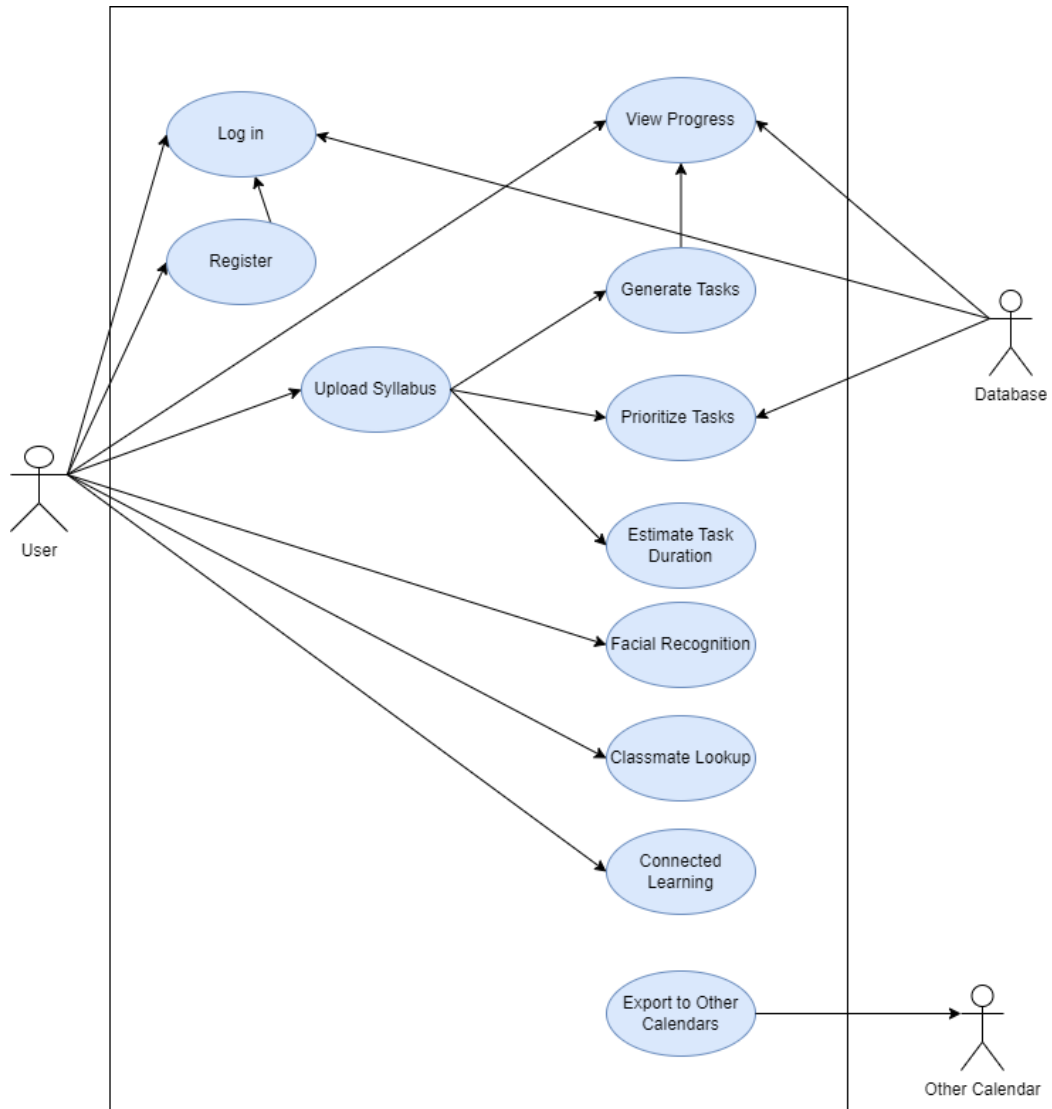 Log in
View Progress
Register
Generate Tasks
Upload Syllabus
Prioritize Tasks
Database
User
Estimate Task
Duration
Facial Recognition
Classmate Lookup
Connected
Learning
Export to Other
Calendars
Other Calendar